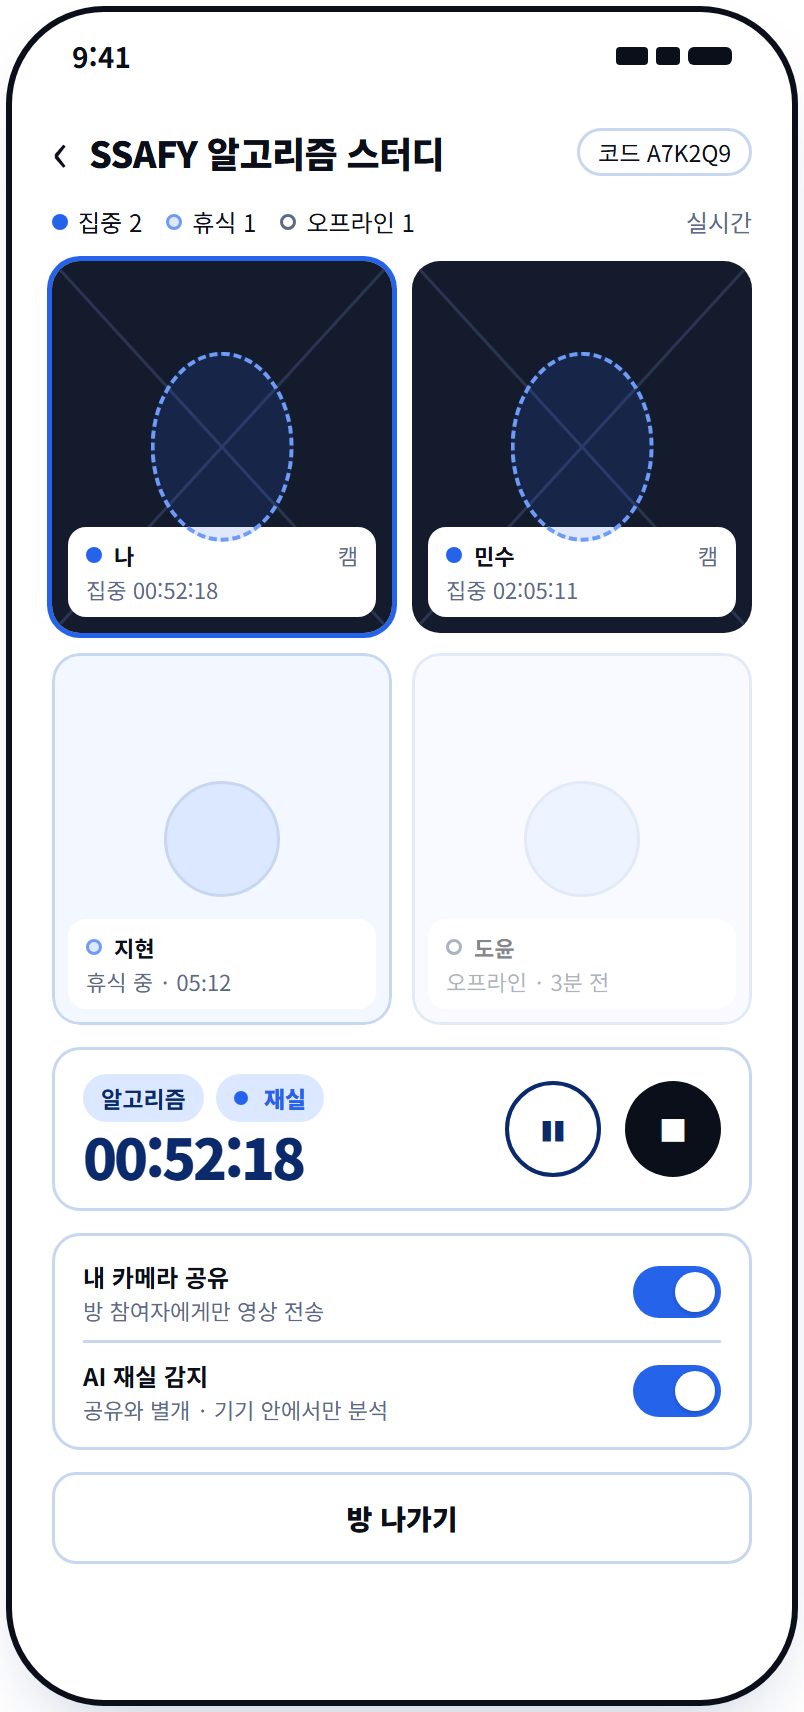 9:41
‹ SSAFY 알고리즘 스터디 코드 A7K2Q9
집중 2 휴식 1 오프라인 1 실시간
나 캠
집중 00:52:18
민수 캠
집중 02:05:11
지현
휴식 중 · 05:12
도윤
오프라인 · 3분 전
알고리즘 재실
00:52:18
내 카메라 공유
방 참여자에게만 영상 전송
AI 재실 감지
공유와 별개 · 기기 안에서만 분석
방 나가기